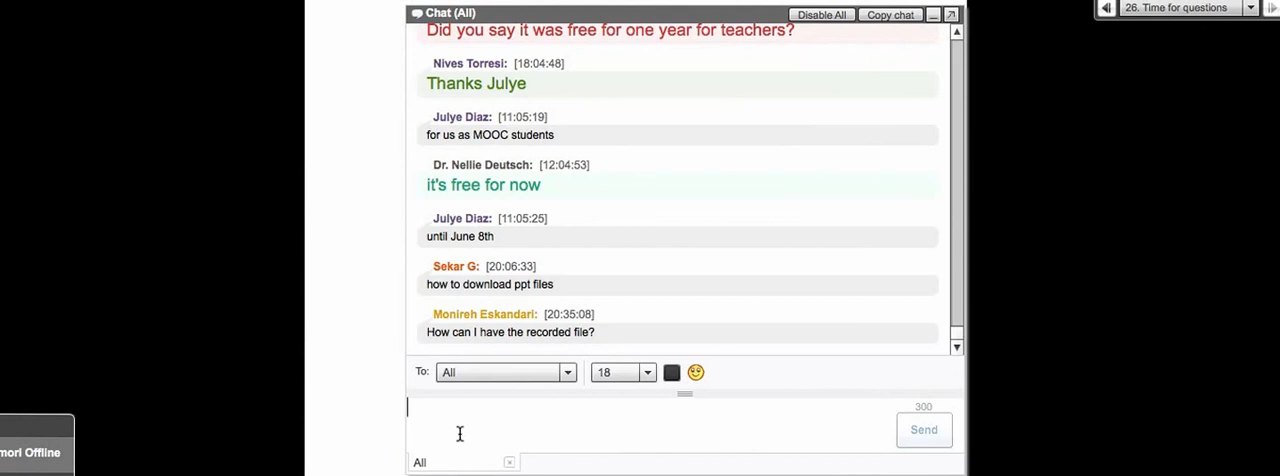 Chat (All)
Disable All
Copy chat
26. Time for questions
Did you say it was free for one year for teachers?
Nives Torresi: [18:04:48]
Thanks Julye
Julye Diaz: [11:05:19]
for us as MOOC students
Dr. Nellie Deutsch: [12:04:53]
it's free for now
Julye Diaz: [11:05:25]
until June 8th
Sekar G: [20:06:33]
how to download ppt files
Monireh Eskandari: [20:35:08]
How can I have the recorded file?
To: All 18
300
Send
mori Offline
All